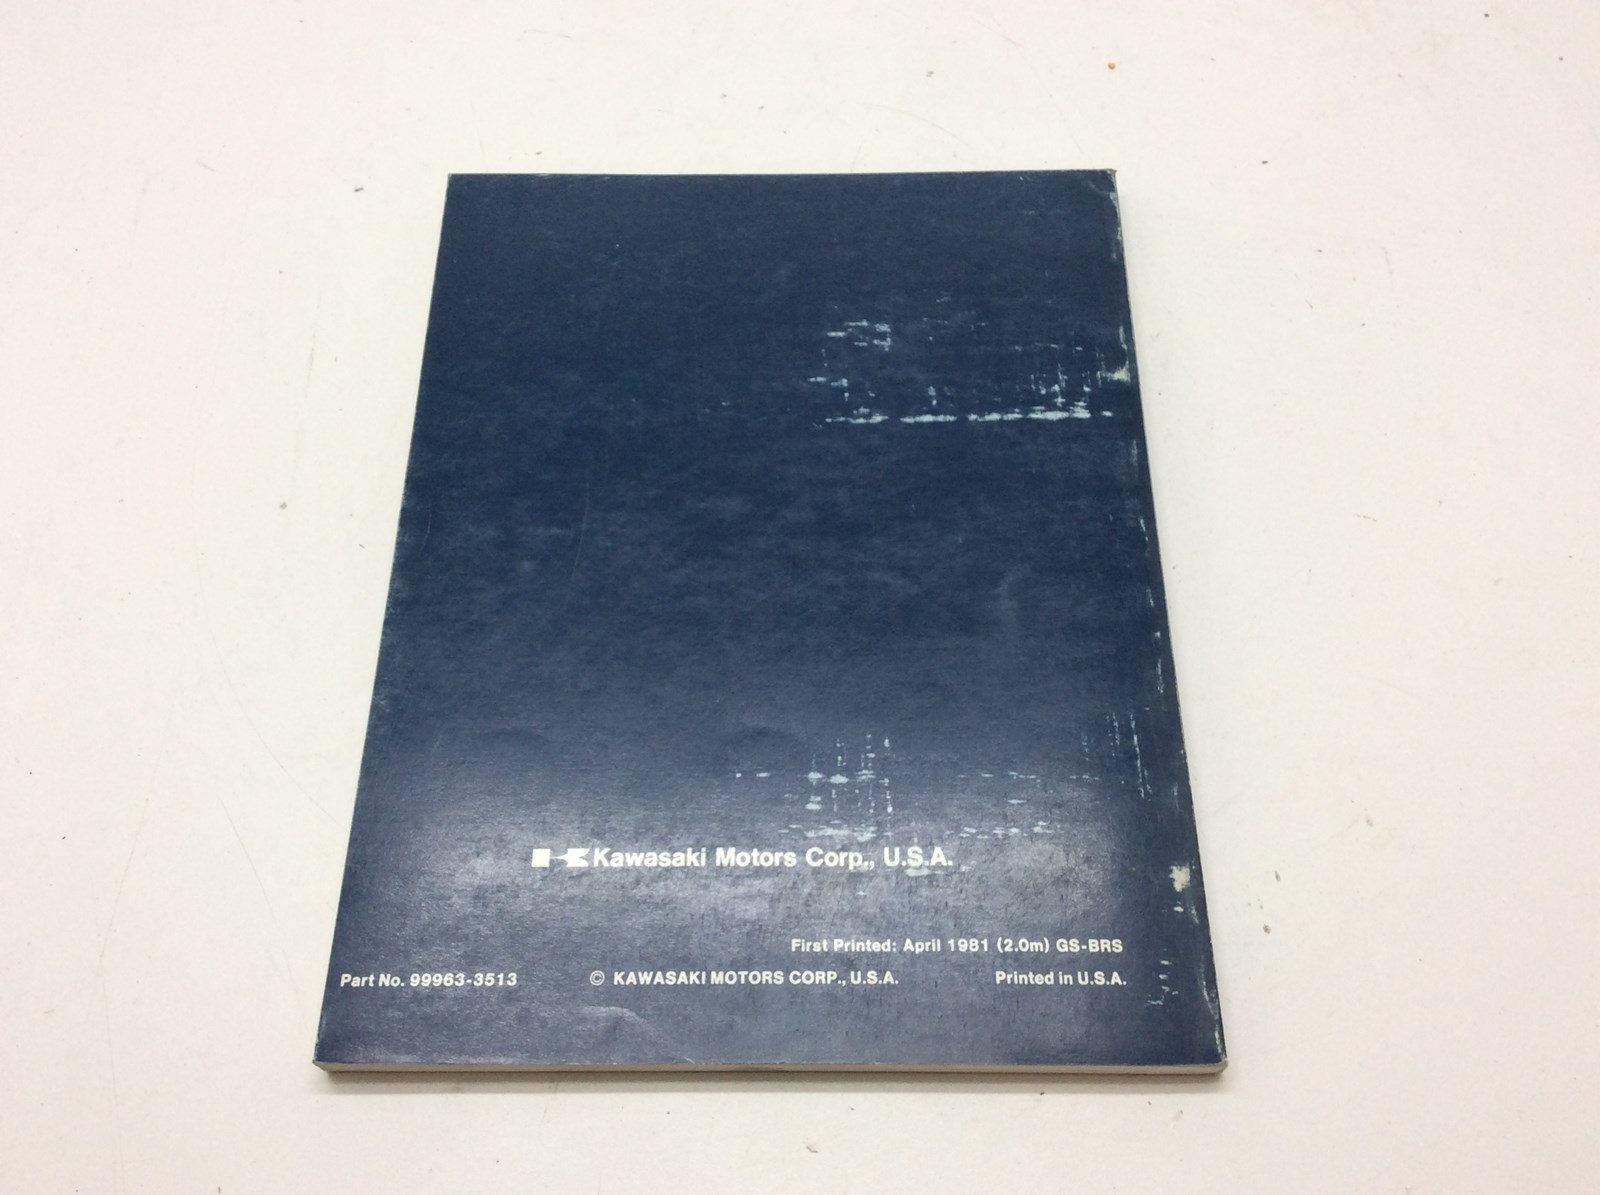 Kawasaki Motors Corp., U.S.A.
First Printed: April 1981 (2.0m) GS-BRS
Part No. 99963-3513 © KAWASAKI MOTORS CORP., U.S.A. Printed in U.S.A.